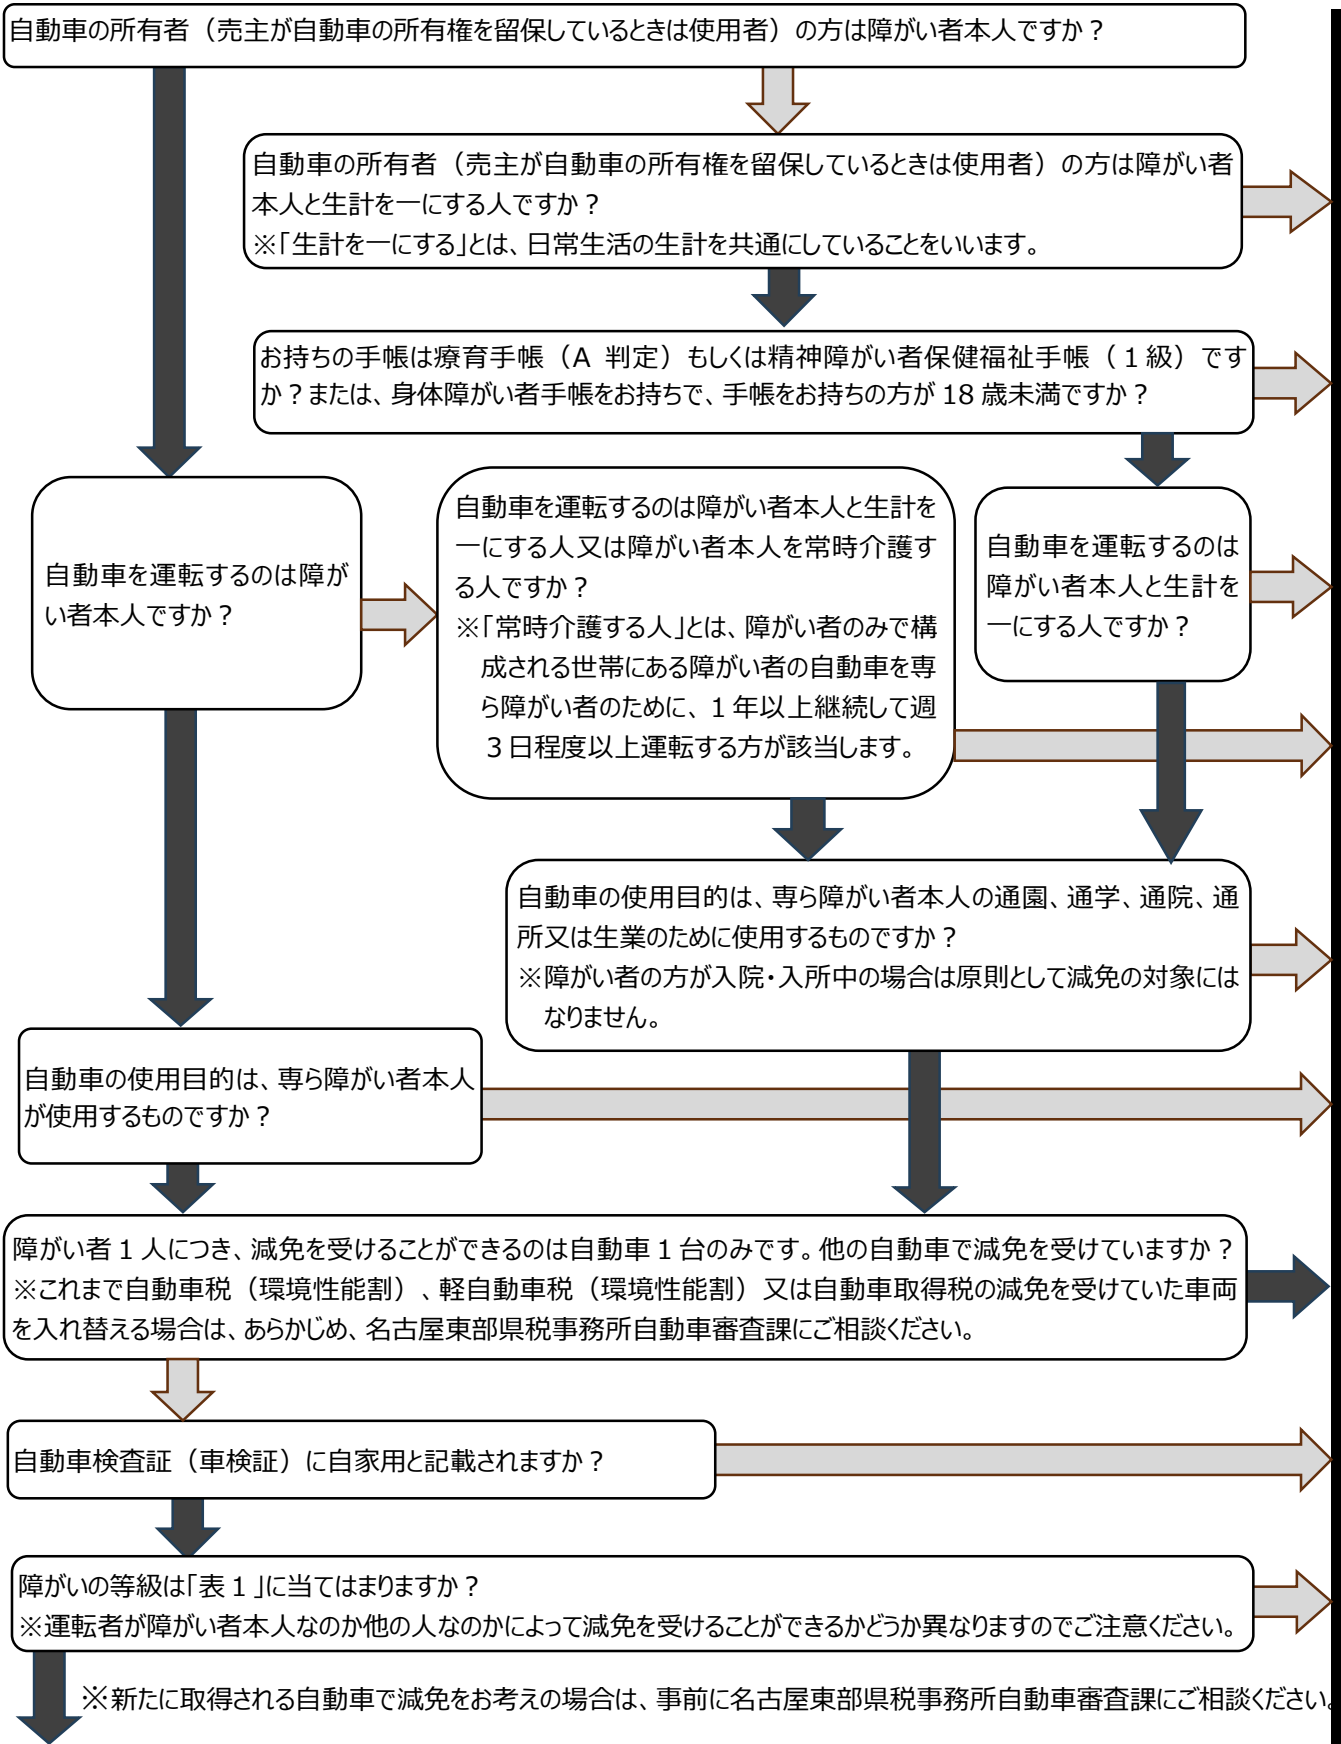 自動車の所有者（売主が自動車の所有権を留保しているときは使用者）の方は障がい者本人ですか？
自動車の所有者（売主が自動車の所有権を留保しているときは使用者）の方は障がい者
本人と生計を一にする人ですか？
※「生計を一にする」とは、日常生活の生計を共通にしていることをいいます。
お持ちの手帳は療育手帳（A 判定）もしくは精神障がい者保健福祉手帳（１級）です
か？または、身体障がい者手帳をお持ちで、手帳をお持ちの方が 18 歳未満ですか？
自動車を運転するのは障が
い者本人ですか？
自動車を運転するのは障がい者本人と生計を
一にする人又は障がい者本人を常時介護す
る人ですか？
※「常時介護する人」とは、障がい者のみで構
成される世帯にある障がい者の自動車を専
ら障がい者のために、１年以上継続して週
３日程度以上運転する方が該当します。
自動車を運転するのは
障がい者本人と生計を
一にする人ですか？
自動車の使用目的は、専ら障がい者本人の通園、通学、通院、通
所又は生業のために使用するものですか？
※障がい者の方が入院・入所中の場合は原則として減免の対象には
なりません。
自動車の使用目的は、専ら障がい者本人
が使用するものですか？
障がい者１人につき、減免を受けることができるのは自動車１台のみです。他の自動車で減免を受けていますか？
※これまで自動車税（環境性能割）、軽自動車税（環境性能割）又は自動車取得税の減免を受けていた車両
を入れ替える場合は、あらかじめ、名古屋東部県税事務所自動車審査課にご相談ください。
自動車検査証（車検証）に自家用と記載されますか？
障がいの等級は「表１」に当てはまりますか？
※運転者が障がい者本人なのか他の人なのかによって減免を受けることができるかどうか異なりますのでご注意ください。
※新たに取得される自動車で減免をお考えの場合は、事前に名古屋東部県税事務所自動車審査課にご相談ください。